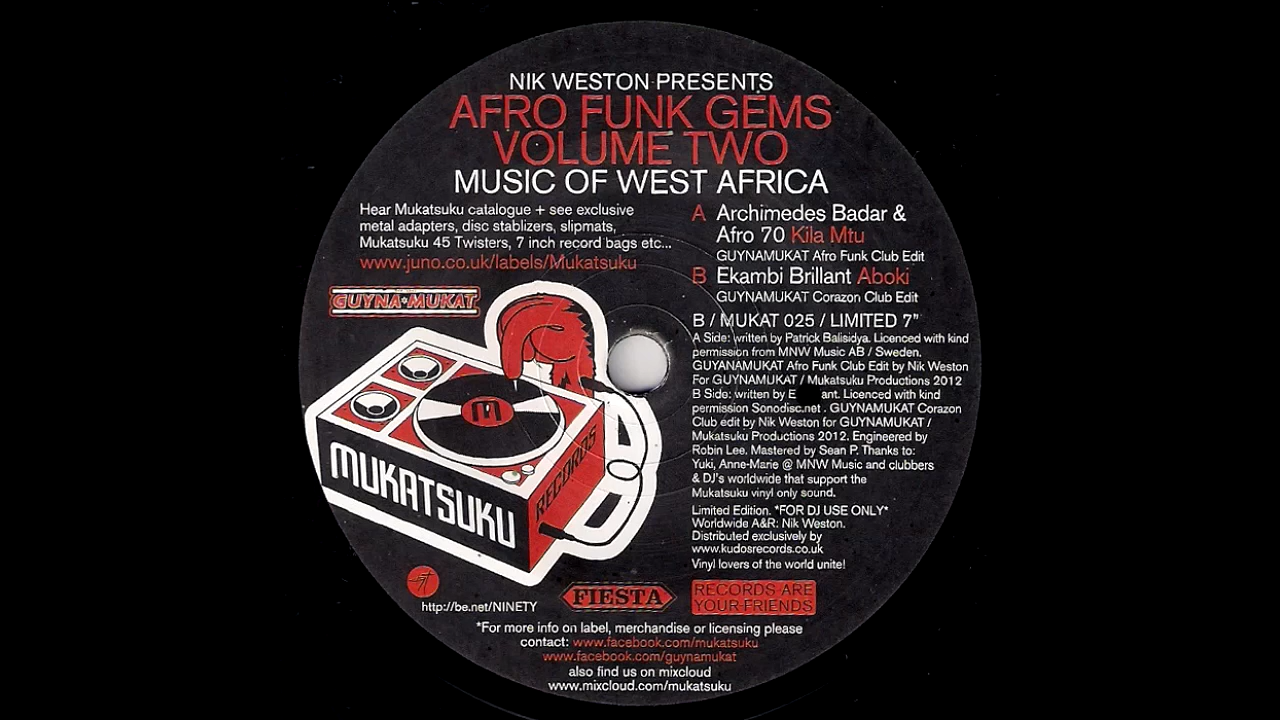 NIK WESTON PRESENTS
AFRO FUNK GEMS
VOLUME TWO
MUSIC OF WEST AFRICA
Hear Mukatsuku catalogue + see exclusive
metal adapters, disc stablizers, slipmats,
Mukatsuku 45 Twisters, 7 inch record bags etc...
www.juno.co.uk/labels/Mukatsuku
GUYNA*MUKAT
M
MUKATSUKU
RECORDS
A Archimedes Badar &
Afro 70 Kila Mtu
GUYNAMUKAT Afro Funk Club Edit
B Ekambi Brillant Aboki
GUYNAMUKAT Corazon Club Edit
B / MUKAT 025 / LIMITED 7"
A Side: written by Patrick Balisidya. Licenced with kind
permission from MNW Music AB / Sweden.
GUYANAMUKAT Afro Funk Club Edit by Nik Weston
For GUYNAMUKAT / Mukatsuku Productions 2012
B Side: written by E ant. Licenced with kind
permission Sonodisc.net . GUYNAMUKAT Corazon
Club edit by Nik Weston for GUYNAMUKAT /
Mukatsuku Productions 2012. Engineered by
Robin Lee. Mastered by Sean P. Thanks to:
Yuki, Anne-Marie @ MNW Music and clubbers
& DJ's worldwide that support the
Mukatsuku vinyl only sound.
Limited Edition. *FOR DJ USE ONLY*
Worldwide A&R: Nik Weston.
Distributed exclusively by
www.kudosrecords.co.uk
Vinyl lovers of the world unite!
http://be.net/NINETY
FIESTA
RECORDS ARE
YOUR FRIENDS
*For more info on label, merchandise or licensing please
contact: www.facebook.com/mukatsuku
www.facebook.com/guynamukat
also find us on mixcloud
www.mixcloud.com/mukatsuku